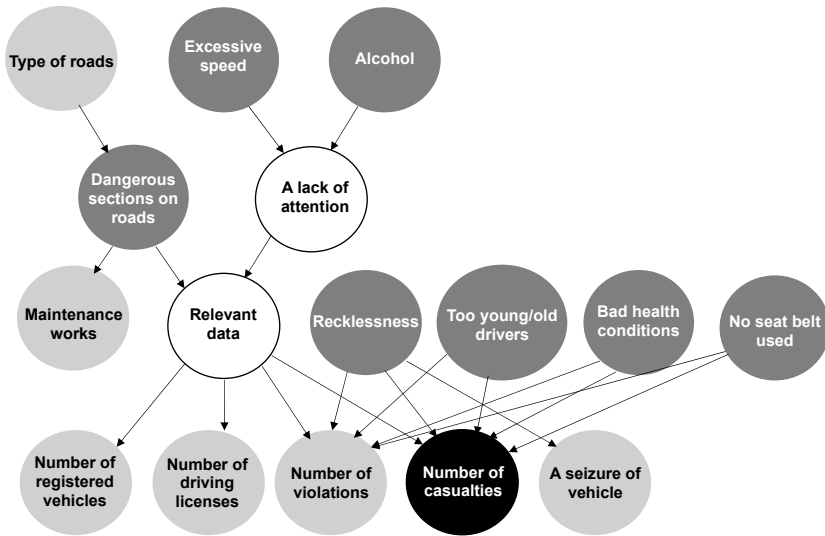 Type of roads
Excessive
speed
Alcohol
Dangerous
sections on
roads
A lack of
attention
Maintenance
works
Relevant
data
Recklessness
Too young/old
drivers
Bad health
conditions
No seat belt
used
Number of
registered
vehicles
Number of
driving
licenses
Number of
violations
Number of
casualties
A seizure of
vehicle